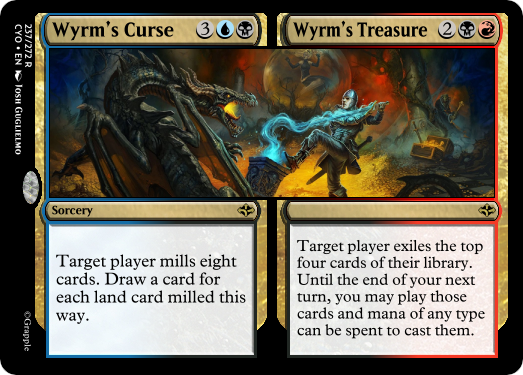 Wyrm's Curse 3
Wyrm's Treasure 2
237/272 R
CYO • EN Josh Guglielmo
Sorcery
Target player mills eight
cards. Draw a card for
each land card milled this
way.
Target player exiles the top
four cards of their library.
Until the end of your next
turn, you may play those
cards and mana of any type
can be spent to cast them.
©Grapple